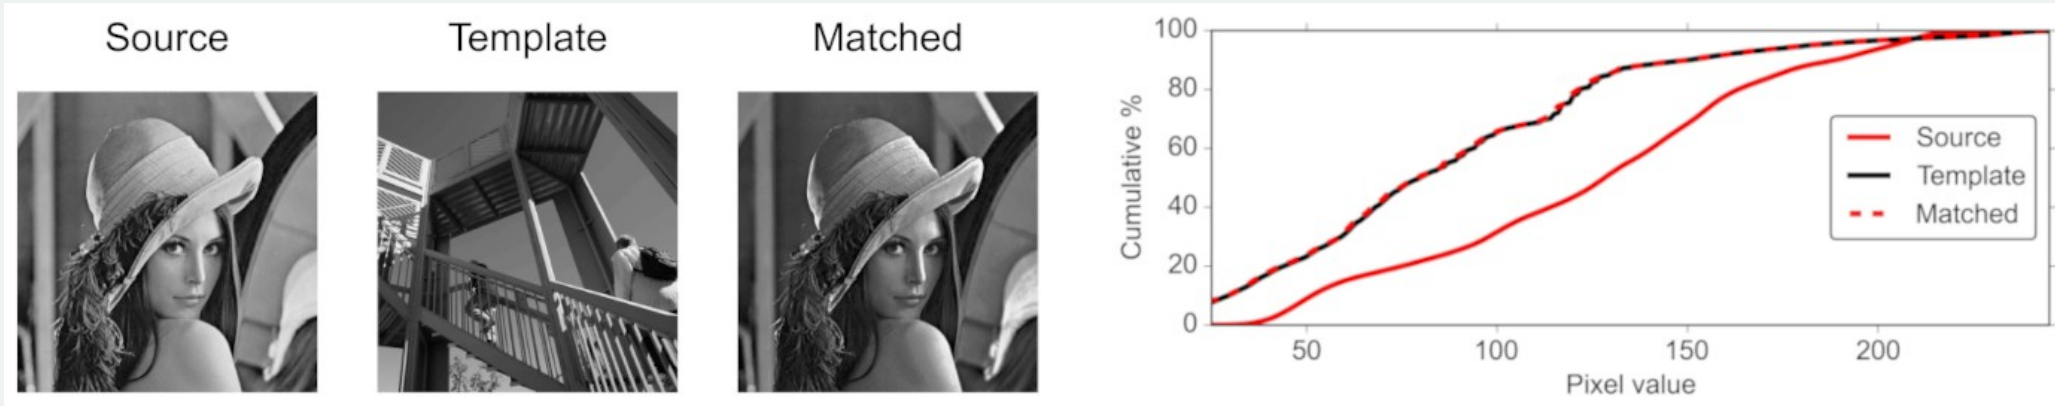 Source
Template
Matched
100
80
60
40
20
0
Cumulative %
Source
Template
Matched
50 100 150 200
Pixel value